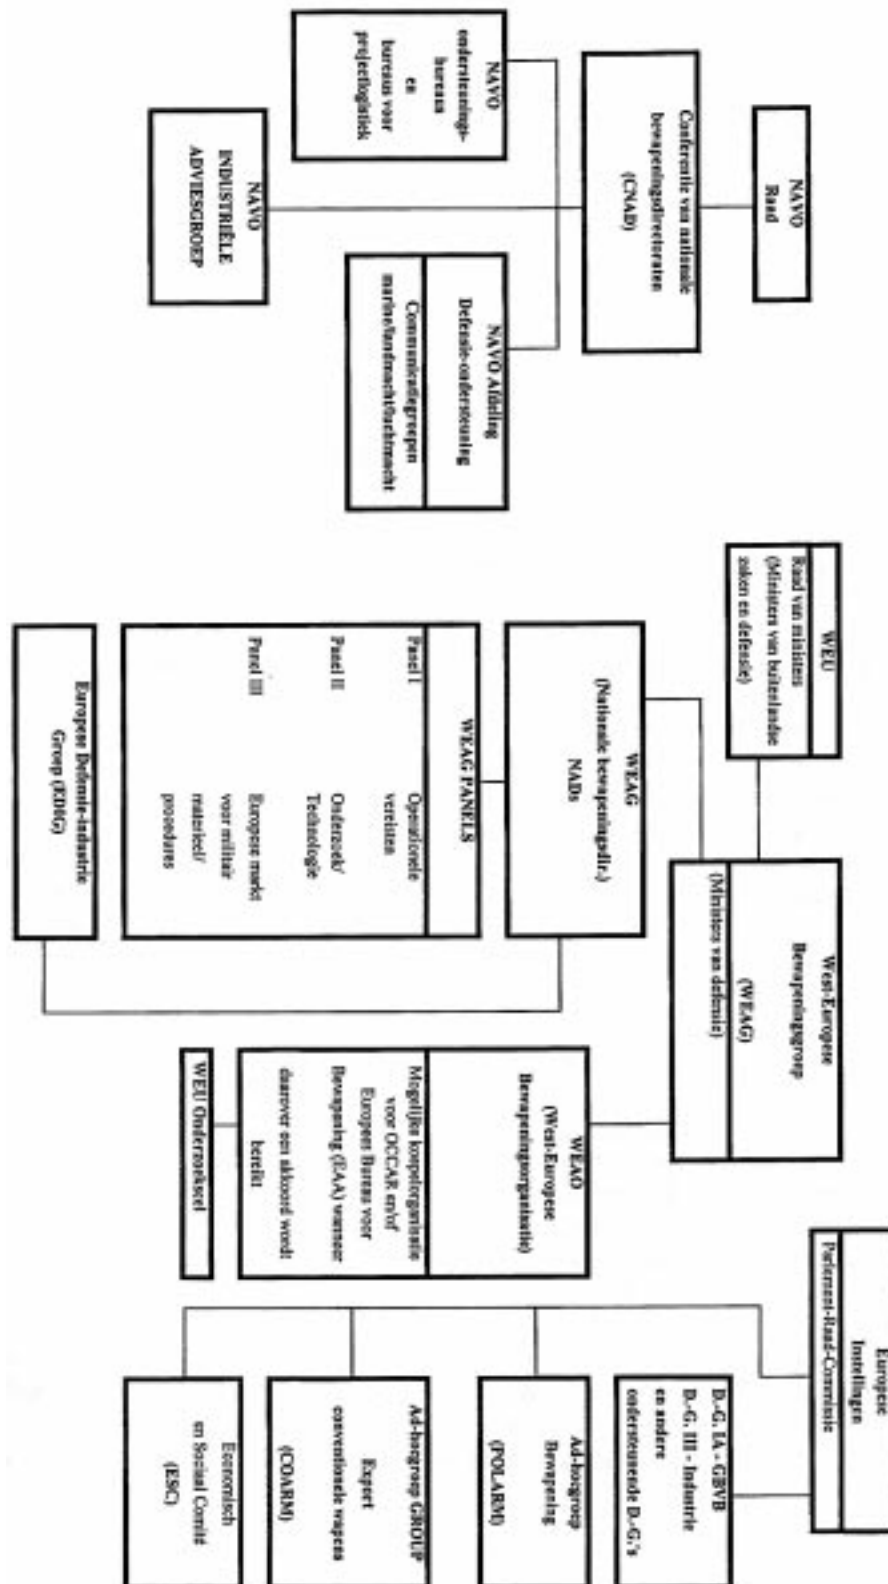 NAVO
Raad
Conferentie van nationale
bewapeningsdirectoraten
(CNAD)
NAVO
ondersteunings-
bureaus
en
bureaus voor
projectlogistiek
NAVO Afdeling
Defensie-ondersteuning
Communicatiegroepen
marine/landmacht/luchtmacht
NAVO
INDUSTRIËLE
ADVIESGROEP
WEU
Raad van ministers
(Ministers van buitenlandse
zaken en defensie)
West-Europese
Bewapeningsgroep
(WEAG)
(Ministers van defensie)
WEAG
(Nationale bewapeningsdir.)
NADs
WEAG PANELS
Panel I Operationele
vereisten
Panel II Onderzoek/
Technologie
Panel III Europese markt
voor militair
materieel/
procedures
Europese Defensie-industrie
Groep (EDIG)
WEAO
(West-Europese
Bewapeningsorganisatie)
Mogelijke koepelorganisatie
voor OCCAR en/of
Europees Bureau voor
Bewapening (EAA) wanneer
daarover een akkoord wordt
bereikt
WEU Onderzoekscel
Europese
Instellingen
Parlement-Raad-Commissie
D.-G. IA - GBVB
D.-G. III - Industrie
en andere
ondersteunende D.-G.'s
Ad-hocgroep
Bewapening
(POLARM)
Ad-hocgroep GROUP
Export
conventionele wapens
(COARM)
Economisch
en Sociaal Comité
(ESC)